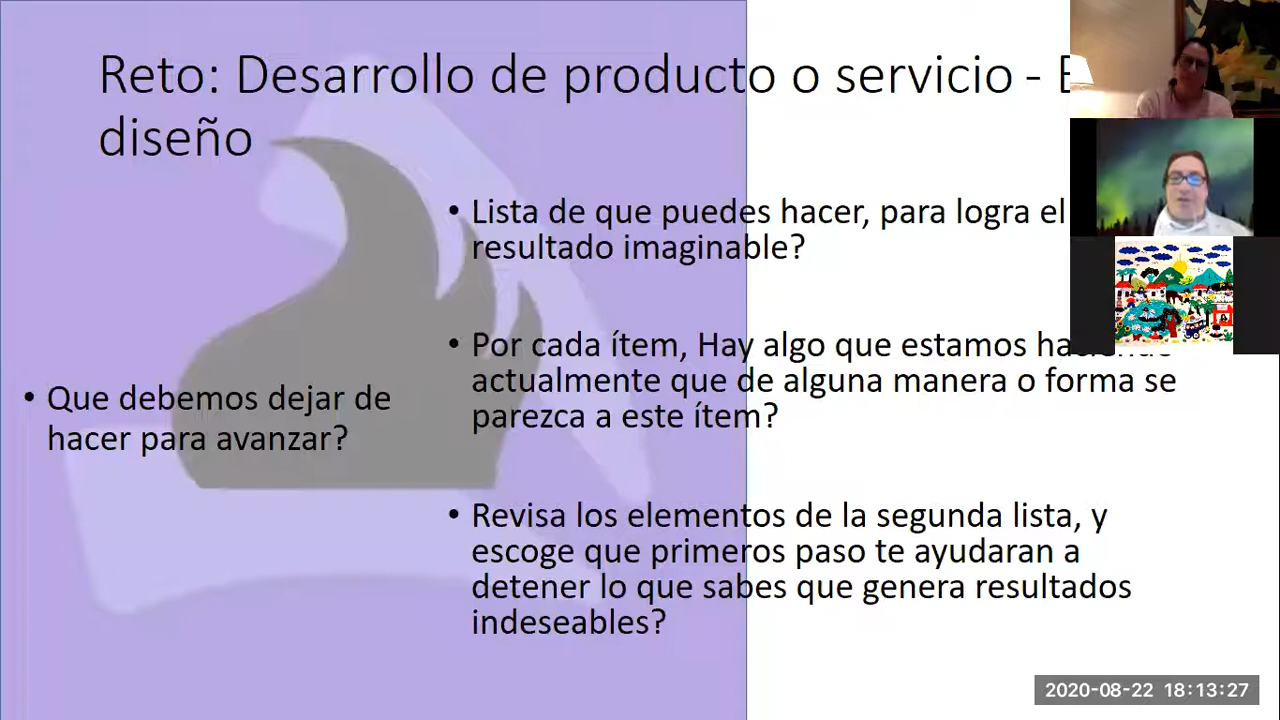 Reto: Desarrollo de producto o servicio -
diseño
• Lista de que puedes hacer, para logra el
resultado imaginable?
• Por cada ítem, Hay algo que estamos
actualmente que de alguna manera o forma se
parezca a este ítem?
• Que debemos dejar de
hacer para avanzar?
• Revisa los elementos de la segunda lista, y
escoge que primeros paso te ayudaran a
detener lo que sabes que genera resultados
indeseables?
2020-08-22 18:13:27